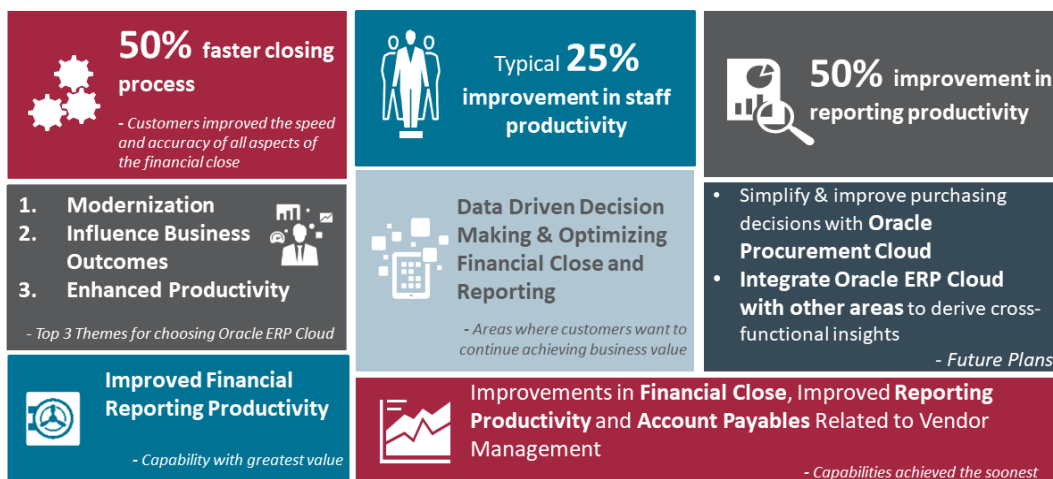 50% faster closing
process
- Customers improved the speed
and accuracy of all aspects of
the financial close
Typical 25%
improvement in staff
productivity
50% improvement in
reporting productivity
1. Modernization
2. Influence Business
Outcomes
3. Enhanced Productivity
- Top 3 Themes for choosing Oracle ERP Cloud
Data Driven Decision
Making & Optimizing
Financial Close and
Reporting
- Areas where customers want to
continue achieving business value
• Simplify & improve purchasing
decisions with Oracle
Procurement Cloud
• Integrate Oracle ERP Cloud
with other areas to derive cross-
functional insights
- Future Plans
Improved Financial
Reporting Productivity
- Capability with greatest value
Improvements in Financial Close, Improved Reporting
Productivity and Account Payables Related to Vendor
Management
- Capabilities achieved the soonest